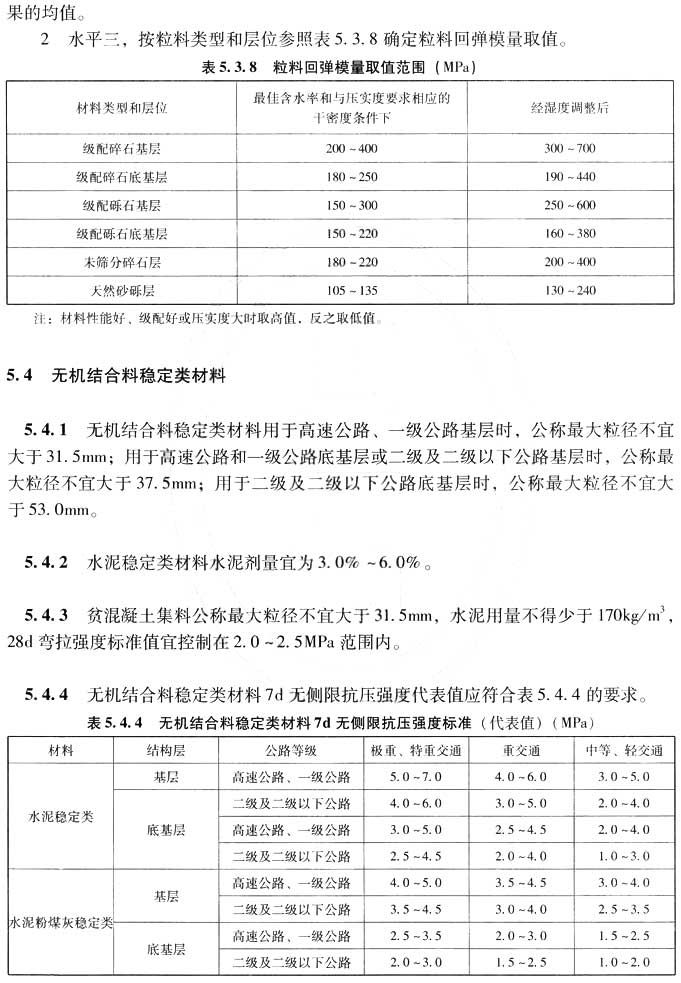 果的均值。
2 水平三，按粒料类型和层位参照表5.3.8确定粒料回弹模量取值。
表5.3.8 粒料回弹模量取值范围（MPa）
材料类型和层位 最佳含水率和与压实度要求相应的干密度条件下 经湿度调整后
级配碎石基层 200~400 300~700
级配碎石底基层 180~250 190~440
级配砾石基层 150~300 250~600
级配砾石底基层 150~220 160~380
未筛分碎石层 180~220 200~400
天然砂砾层 105~135 130~240
注：材料性能好、级配好或压实度大时取高值，反之取低值。
5.4 无机结合料稳定类材料
5.4.1 无机结合料稳定类材料用于高速公路、一级公路基层时，公称最大粒径不宜
大于31.5mm；用于高速公路和一级公路底基层或二级及二级以下公路基层时，公称最
大粒径不宜大于37.5mm；用于二级及二级以下公路底基层时，公称最大粒径不宜大
于53.0mm。
5.4.2 水泥稳定类材料水泥剂量宜为3.0%~6.0%。
5.4.3 贫混凝土集料公称最大粒径不宜大于31.5mm，水泥用量不得少于170kg/m³，
28d弯拉强度标准值宜控制在2.0~2.5MPa范围内。
5.4.4 无机结合料稳定类材料7d无侧限抗压强度代表值应符合表5.4.4的要求。
表5.4.4 无机结合料稳定类材料7d无侧限抗压强度标准（代表值）（MPa）
材料 结构层 公路等级 极重、特重交通 重交通 中等、轻交通
水泥稳定类 基层 高速公路、一级公路 5.0~7.0 4.0~6.0 3.0~5.0
底基层 二级及二级以下公路 4.0~6.0 3.0~5.0 2.0~4.0
高速公路、一级公路 3.0~5.0 2.5~4.5 2.0~4.0
二级及二级以下公路 2.5~4.5 2.0~4.0 1.0~3.0
水泥粉煤灰稳定类 基层 高速公路、一级公路 4.0~5.0 3.5~4.5 3.0~4.0
二级及二级以下公路 3.5~4.5 3.0~4.0 2.5~3.5
底基层 高速公路、一级公路 2.5~3.5 2.0~3.0 1.5~2.5
二级及二级以下公路 2.0~3.0 1.5~2.5 1.0~2.0